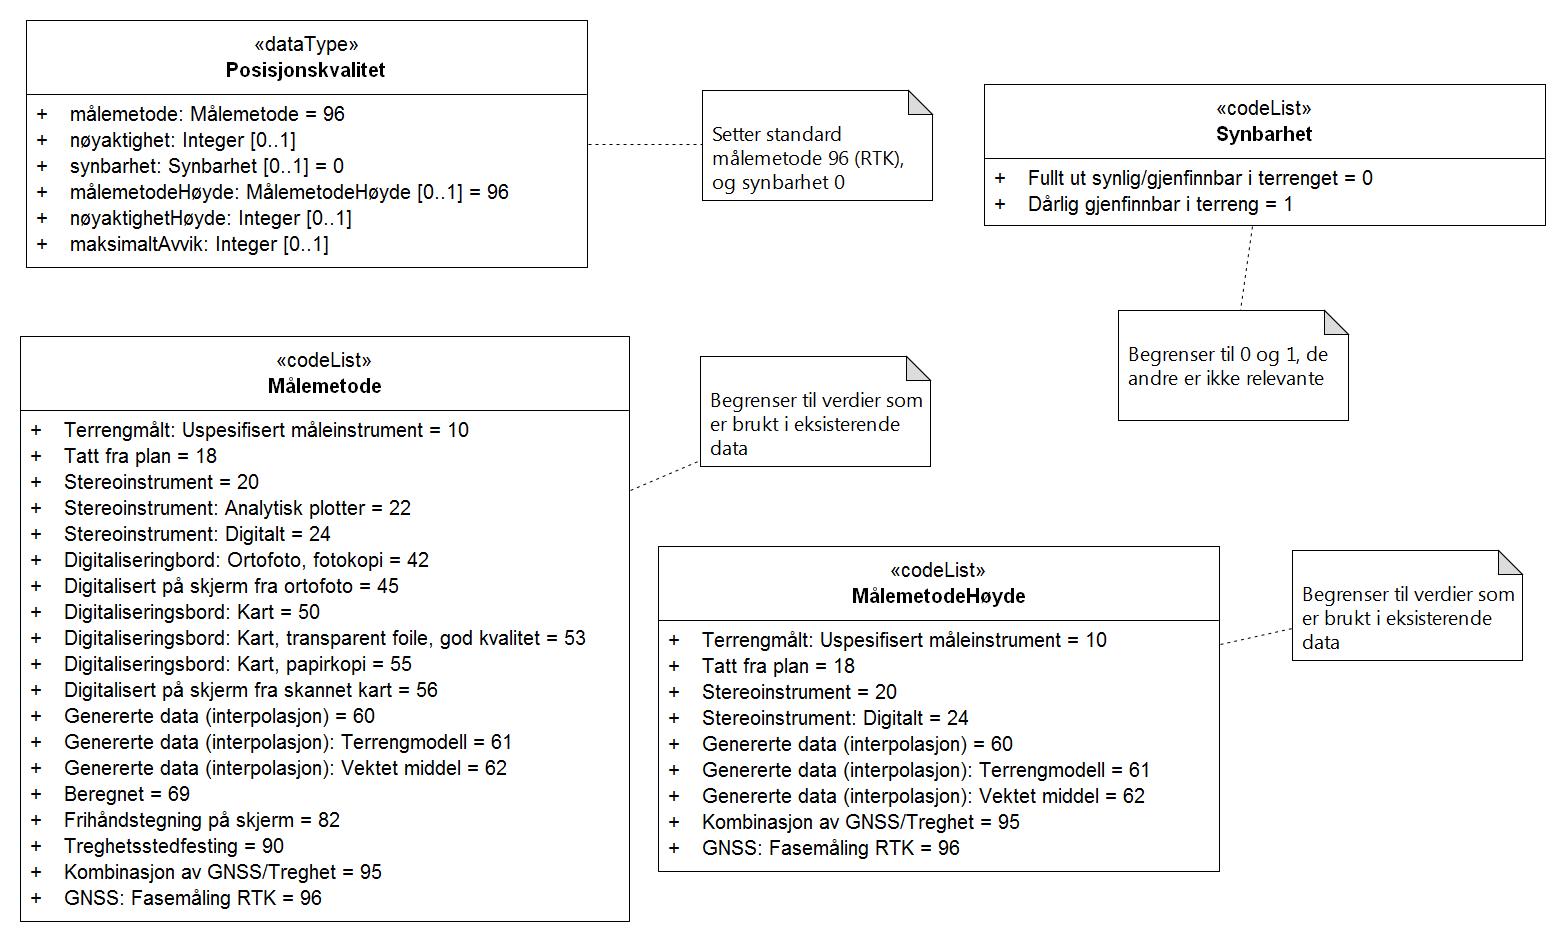 «dataType»
Posisjonskvalitet
+ målemetode: Målemetode = 96
+ nøyaktighet: Integer [0..1]
+ synbarhet: Synbarhet [0..1] = 0
+ målemetodeHøyde: MålemetodeHøyde [0..1] = 96
+ nøyaktighetHøyde: Integer [0..1]
+ maksimaltAvvik: Integer [0..1]
Setter standard
målemetode 96 (RTK),
og synbarhet 0
«codeList»
Synbarhet
+ Fullt ut synlig/gjenfinnbar i terrenget = 0
+ Dårlig gjenfinnbar i terreng = 1
Begrenser til 0 og 1, de
andre er ikke relevante
«codeList»
Målemetode
+ Terrengmålt: Uspesifisert måleinstrument = 10
+ Tatt fra plan = 18
+ Stereoinstrument = 20
+ Stereoinstrument: Analytisk plotter = 22
+ Stereoinstrument: Digitalt = 24
+ Digitaliseringbord: Ortofoto, fotokopi = 42
+ Digitalisert på skjerm fra ortofoto = 45
+ Digitaliseringsbord: Kart = 50
+ Digitaliseringsbord: Kart, transparent foile, god kvalitet = 53
+ Digitaliseringsbord: Kart, papirkopi = 55
+ Digitalisert på skjerm fra skannet kart = 56
+ Genererte data (interpolasjon) = 60
+ Genererte data (interpolasjon): Terrengmodell = 61
+ Genererte data (interpolasjon): Vektet middel = 62
+ Beregnet = 69
+ Frihåndstegning på skjerm = 82
+ Treghetsstedfesting = 90
+ Kombinasjon av GNSS/Treghet = 95
+ GNSS: Fasemåling RTK = 96
Begrenser til verdier som
er brukt i eksisterende
data
«codeList»
MålemetodeHøyde
+ Terrengmålt: Uspesifisert måleinstrument = 10
+ Tatt fra plan = 18
+ Stereoinstrument = 20
+ Stereoinstrument: Digitalt = 24
+ Genererte data (interpolasjon) = 60
+ Genererte data (interpolasjon): Terrengmodell = 61
+ Genererte data (interpolasjon): Vektet middel = 62
+ Kombinasjon av GNSS/Treghet = 95
+ GNSS: Fasemåling RTK = 96
Begrenser til verdier som
er brukt i eksisterende
data